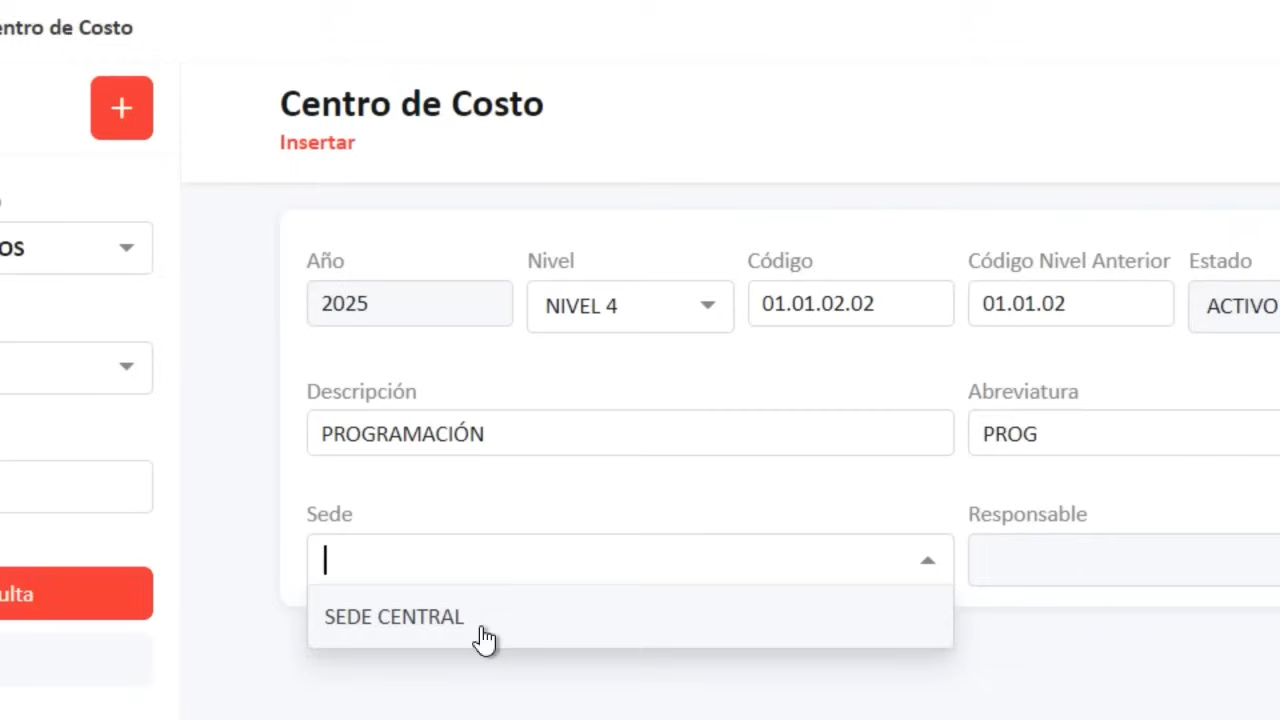 entro de Costo
Centro de Costo
Insertar
OS
ulta
Año
Nivel
Código
Código Nivel Anterior
Estado
2025
NIVEL 4
01.01.02.02
01.01.02
ACTIVO
Descripción
Abreviatura
PROGRAMACIÓN
PROG
Sede
Responsable
SEDE CENTRAL